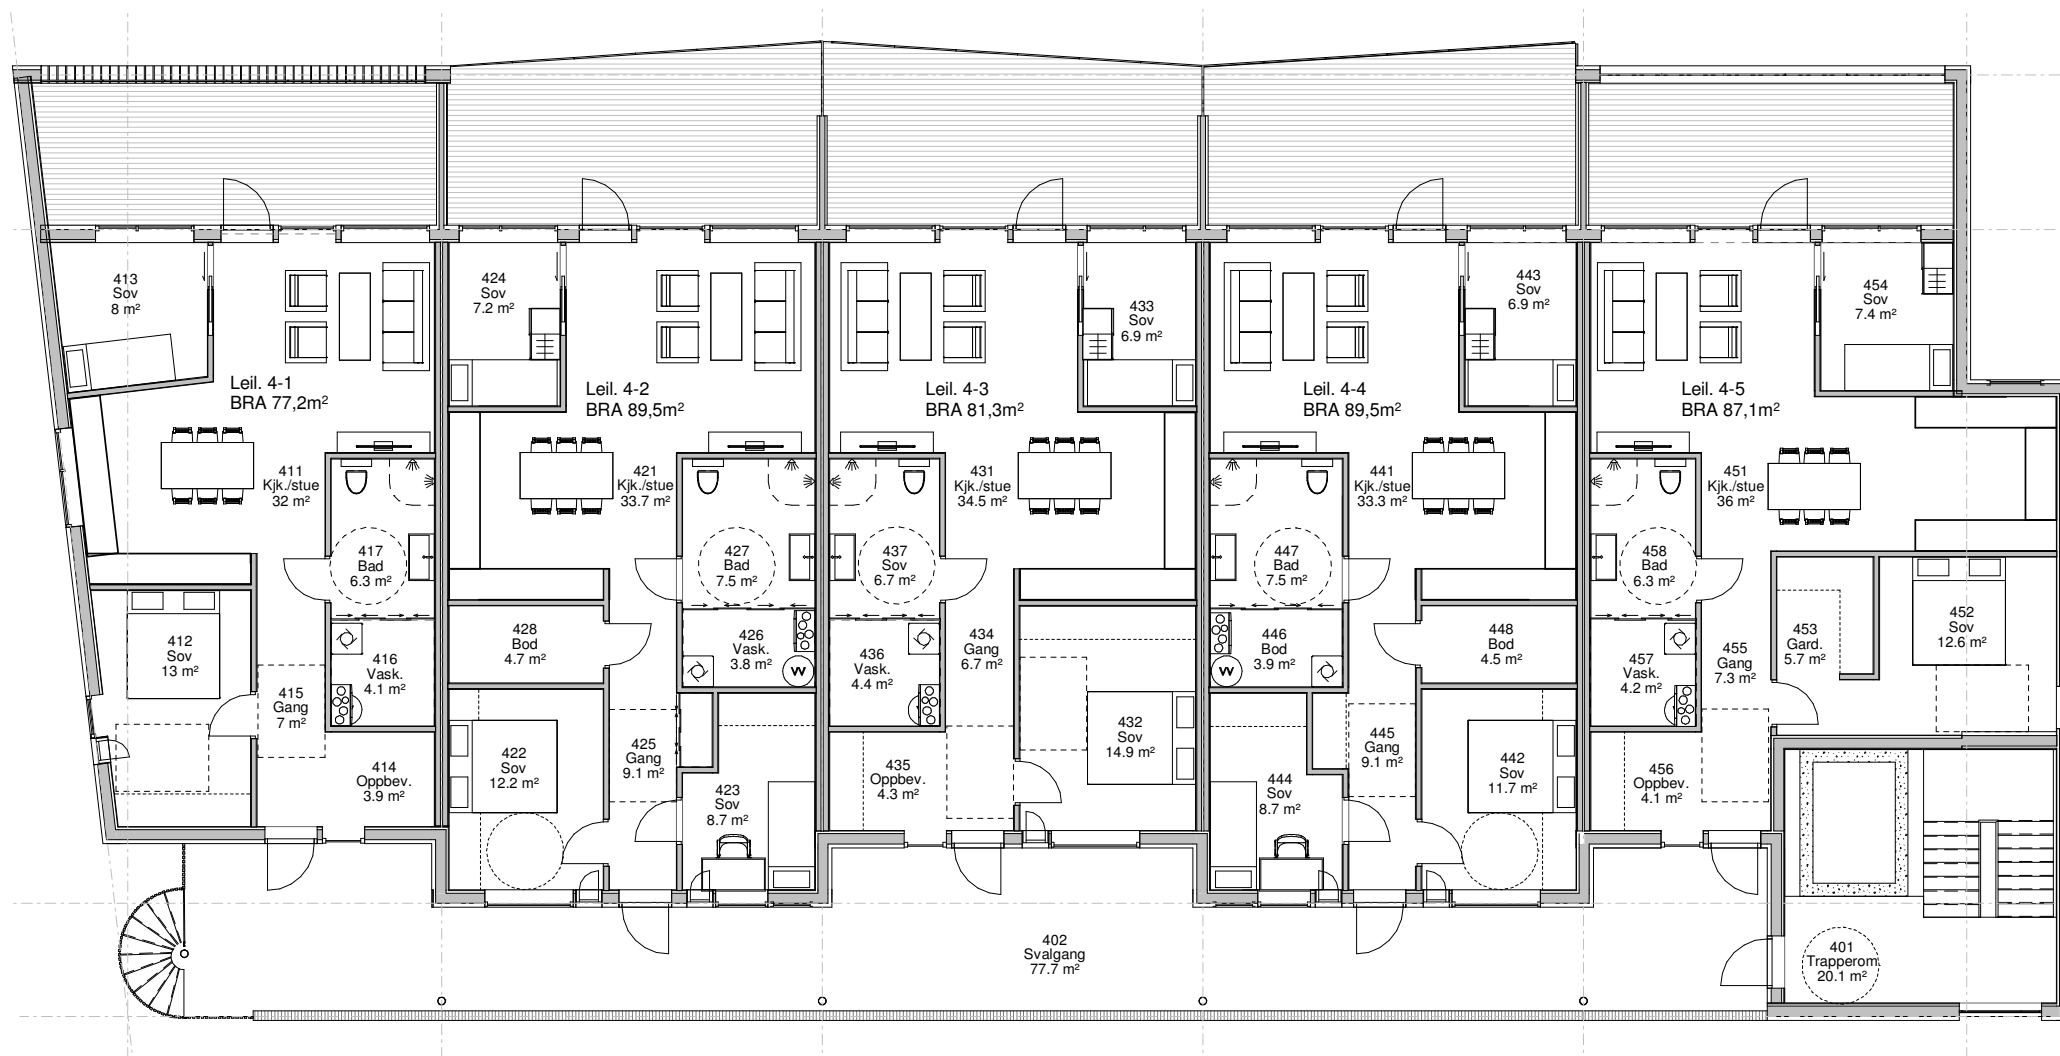 413
Sov
8 m²
424
Sov
7.2 m²
433
Sov
6.9 m²
443
Sov
6.9 m²
454
Sov
7.4 m²
Leil. 4-1
BRA 77,2m²
Leil. 4-2
BRA 89,5m²
Leil. 4-3
BRA 81,3m²
Leil. 4-4
BRA 89,5m²
Leil. 4-5
BRA 87,1m²
411
Kjk./stue
32 m²
421
Kjk./stue
33.7 m²
431
Kjk./stue
34.5 m²
441
Kjk./stue
33.3 m²
451
Kjk./stue
36 m²
417
Bad
6.3 m²
427
Bad
7.5 m²
437
Sov
6.7 m²
447
Bad
7.5 m²
458
Bad
6.3 m²
412
Sov
13 m²
416
Vask.
4.1 m²
415
Gang
7 m²
414
Oppbev.
3.9 m²
428
Bod
4.7 m²
426
Vask.
3.8 m²
W
422
Sov
12.2 m²
425
Gang
9.1 m²
423
Sov
8.7 m²
436
Vask.
4.4 m²
434
Gang
6.7 m²
435
Oppbev.
4.3 m²
432
Sov
14.9 m²
446
Bod
3.9 m²
W
448
Bod
4.5 m²
444
Sov
8.7 m²
445
Gang
9.1 m²
442
Sov
11.7 m²
457
Vask.
4.2 m²
455
Gang
7.3 m²
453
Gard.
5.7 m²
452
Sov
12.6 m²
456
Oppbev.
4.1 m²
402
Svalgang
77.7 m²
401
Trapperom.
20.1 m²